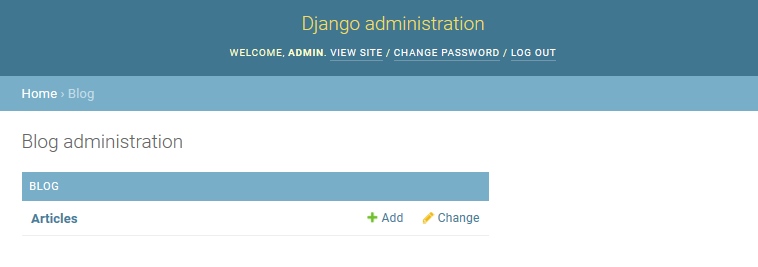 Django administration
WELCOME, ADMIN. VIEW SITE / CHANGE PASSWORD / LOG OUT
Home › Blog
Blog administration
BLOG
Articles Add Change